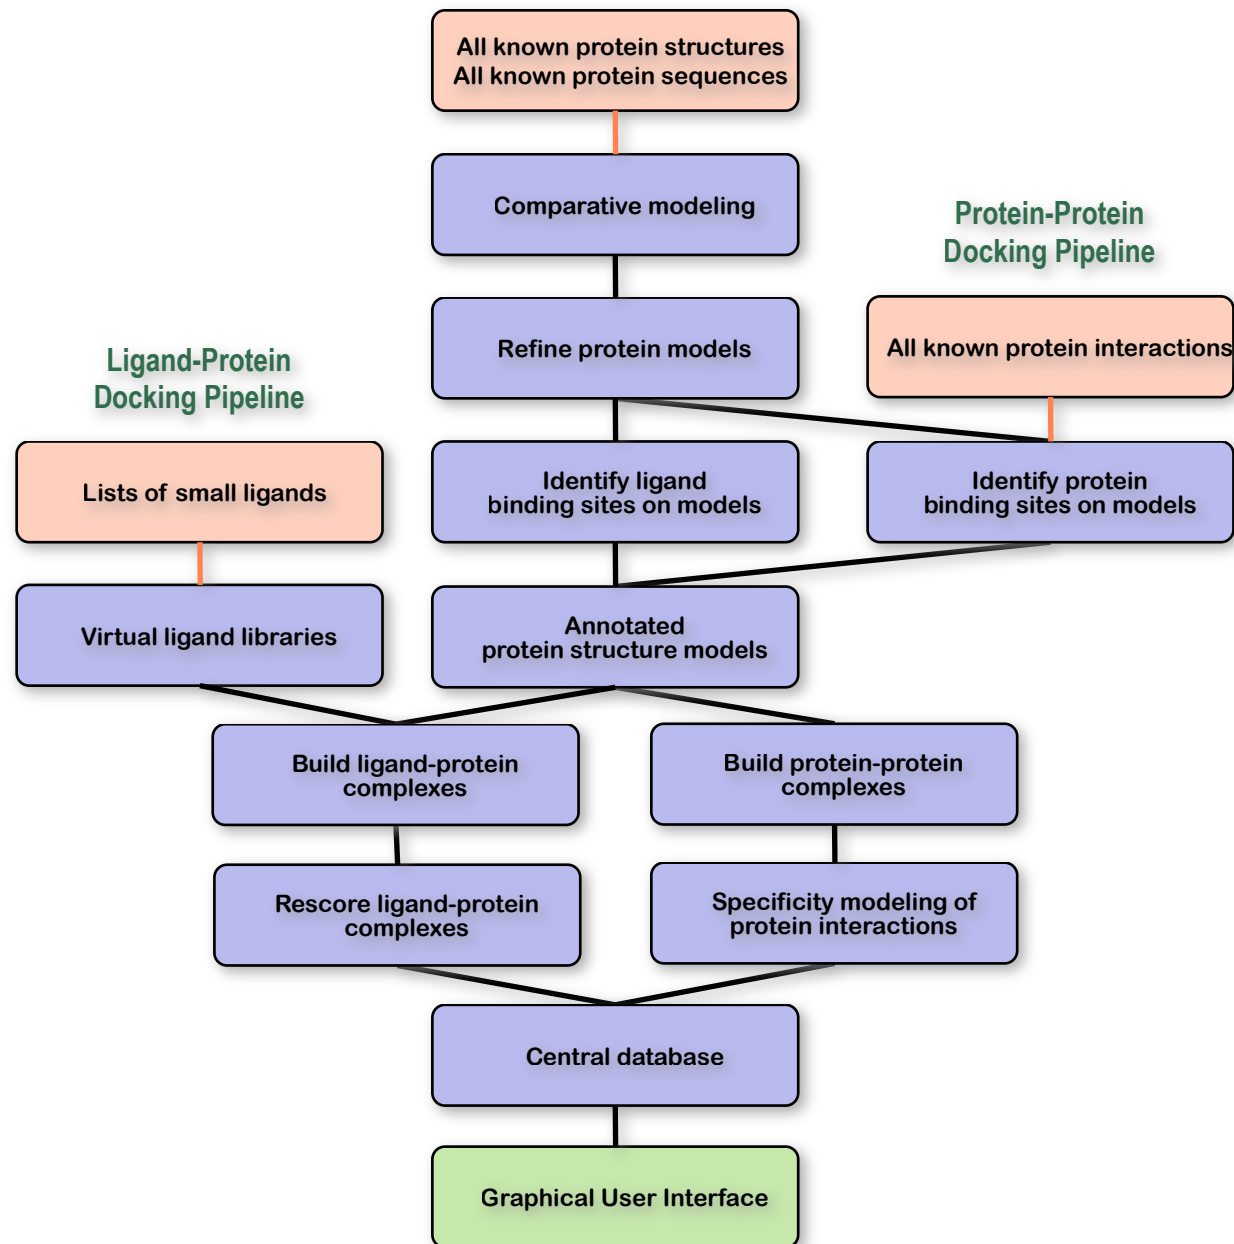 All known protein structures
All known protein sequences
Comparative modeling
Protein-Protein
Docking Pipeline
Refine protein models
All known protein interactions
Ligand-Protein
Docking Pipeline
Lists of small ligands
Identify ligand
binding sites on models
Identify protein
binding sites on models
Virtual ligand libraries
Annotated
protein structure models
Build ligand-protein
complexes
Build protein-protein
complexes
Rescore ligand-protein
complexes
Specificity modeling of
protein interactions
Central database
Graphical User Interface